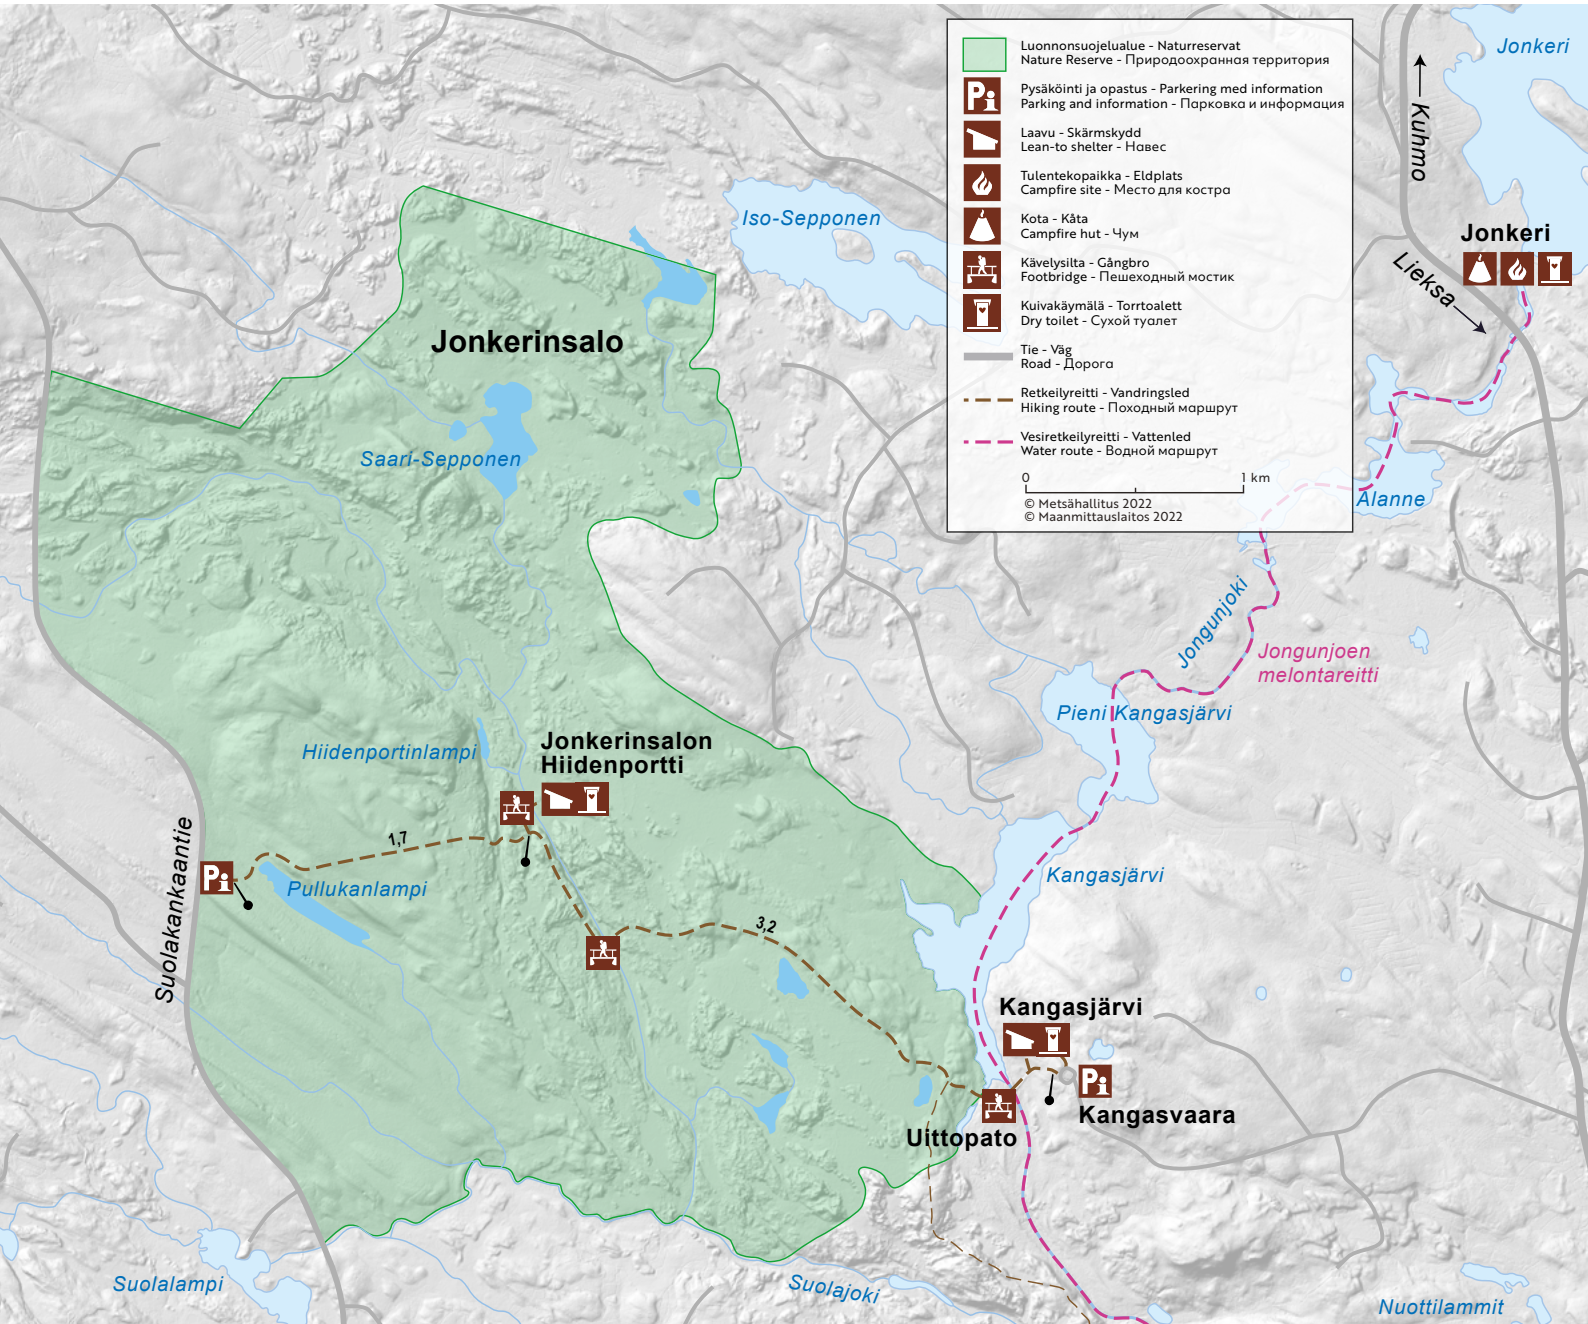 Luonnonsuojelualue - Naturreservat
Nature Reserve - Природоохранная территория
Pysäköinti ja opastus - Parkering med information
Parking and information - Парковка и информация
Laavu - Skärmskydd
Lean-to shelter - Навес
Tulentekopaikka - Eldplats
Campfire site - Место для костра
Kota - Kåta
Campfire hut - Чум
Kävelysilta - Gångbro
Footbridge - Пешеходный мостик
Kuivakäymälä - Torrtoalett
Dry toilet - Сухой туалет
Tie - Väg
Road - Дорога
Retkeilyreitti - Vandringsled
Hiking route - Походный маршрут
Vesiretkeilyreitti - Vattenled
Water route - Водной маршрут
0
1 km
© Metsähallitus 2022
© Maanmittauslaitos 2022
Jonkeri
Kuhmo
Iso-Sepponen
Jonkeri
Lieksa
Jonkerinsalo
Saari-Sepponen
Alanne
Jongunjoki
Jongunjoen
melontareitti
Pieni Kangasjärvi
Jonkerinsalon
Hiidenportti
Hiidenportinlampi
1,7
Pi
Pullukanlampi
Suolakankaantie
Kangasjärvi
3,2
Kangasjärvi
Pi
Kangasvaara
Uittopato
Suolalampi
Suolajoki
Nuottilammit